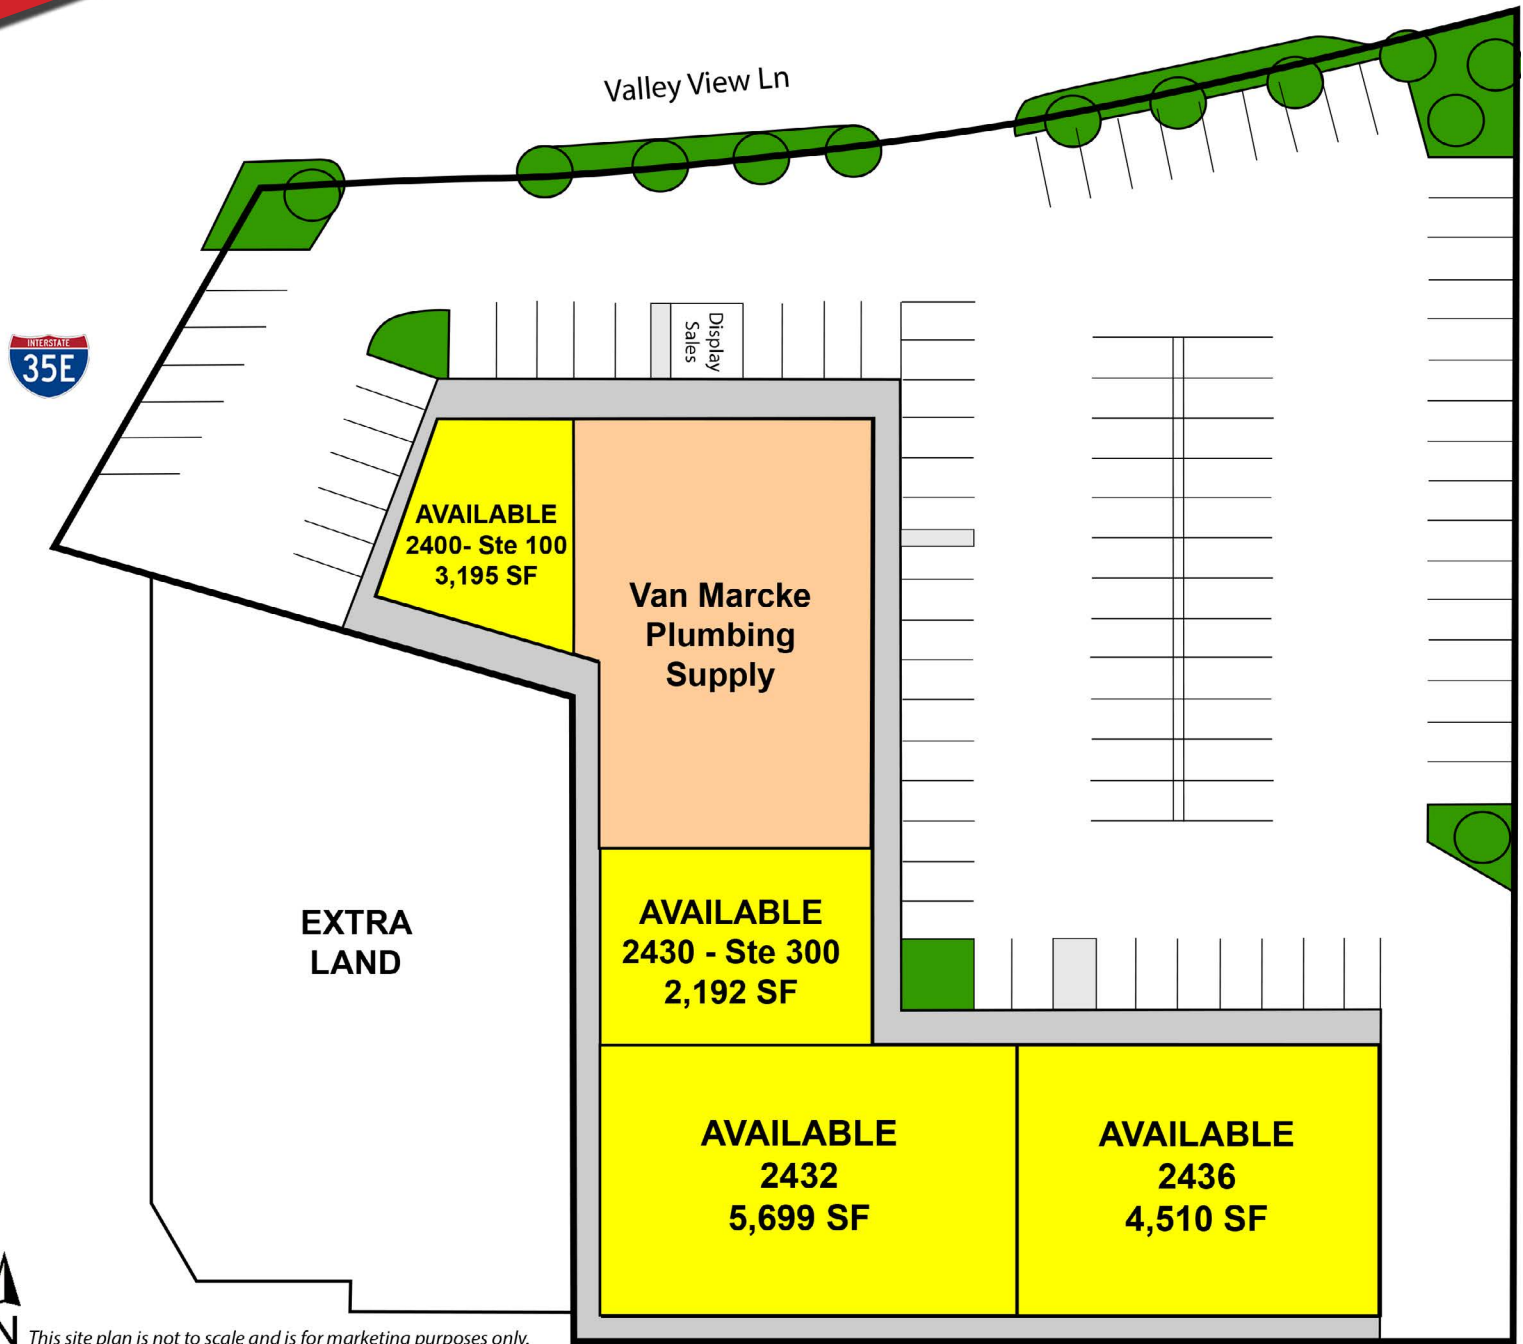 Valley View Ln
INTERSTATE
35E
Display
Sales
AVAILABLE
2400- Ste 100
3,195 SF
Van Marcke
Plumbing
Supply
EXTRA
LAND
AVAILABLE
2430 - Ste 300
2,192 SF
AVAILABLE
2432
5,699 SF
AVAILABLE
2436
4,510 SF
N
This site plan is not to scale and is for marketing purposes only.